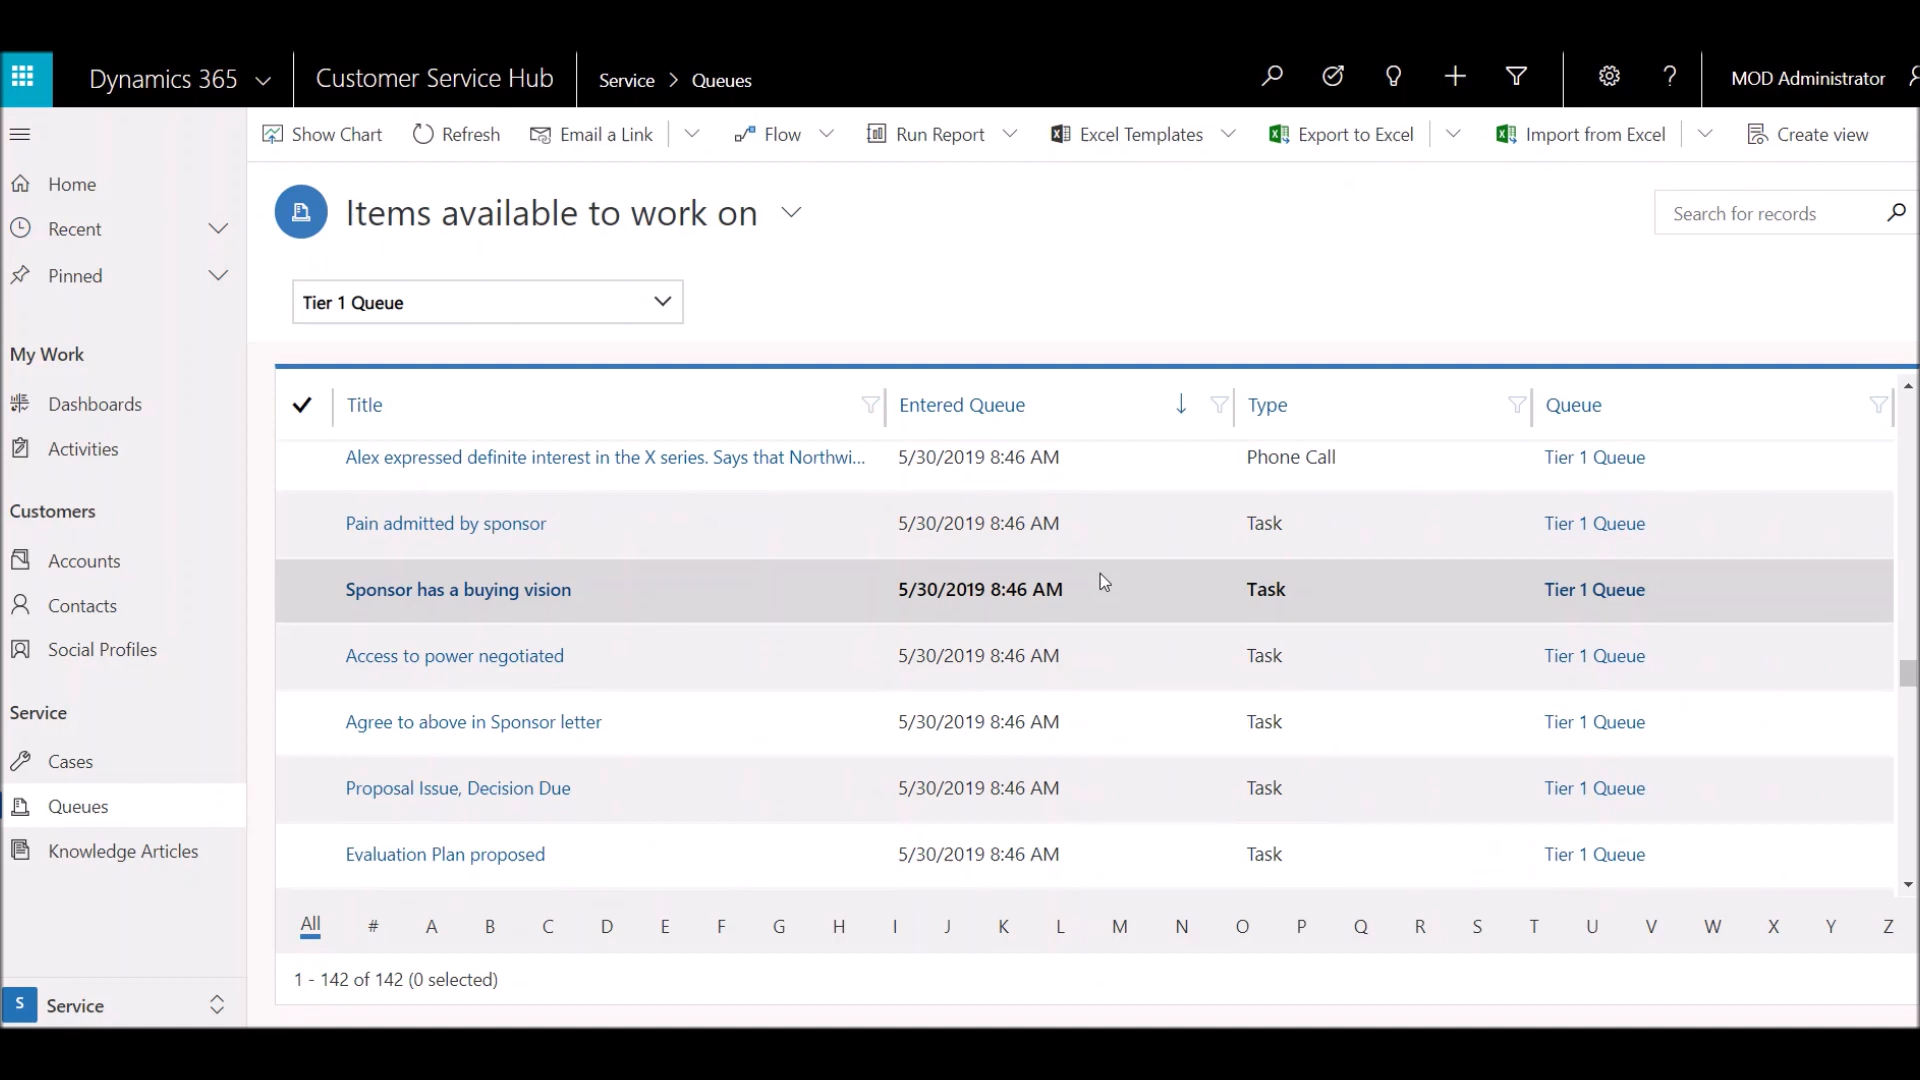 Dynamics 365 Customer Service Hub Service > Queues MOD Administrator
Show Chart Refresh Email a Link Flow Run Report Excel Templates Export to Excel Import from Excel Create view
Home
Recent
Pinned
My Work
Dashboards
Activities
Customers
Accounts
Contacts
Social Profiles
Service
Cases
Queues
Knowledge Articles
S Service
Items available to work on
Search for records
Tier 1 Queue
Title Entered Queue Type Queue
Alex expressed definite interest in the X series. Says that Northwi... 5/30/2019 8:46 AM Phone Call Tier 1 Queue
Pain admitted by sponsor 5/30/2019 8:46 AM Task Tier 1 Queue
Sponsor has a buying vision 5/30/2019 8:46 AM Task Tier 1 Queue
Access to power negotiated 5/30/2019 8:46 AM Task Tier 1 Queue
Agree to above in Sponsor letter 5/30/2019 8:46 AM Task Tier 1 Queue
Proposal Issue, Decision Due 5/30/2019 8:46 AM Task Tier 1 Queue
Evaluation Plan proposed 5/30/2019 8:46 AM Task Tier 1 Queue
All # A B C D E F G H I J K L M N O P Q R S T U V W X Y Z
1 - 142 of 142 (0 selected)